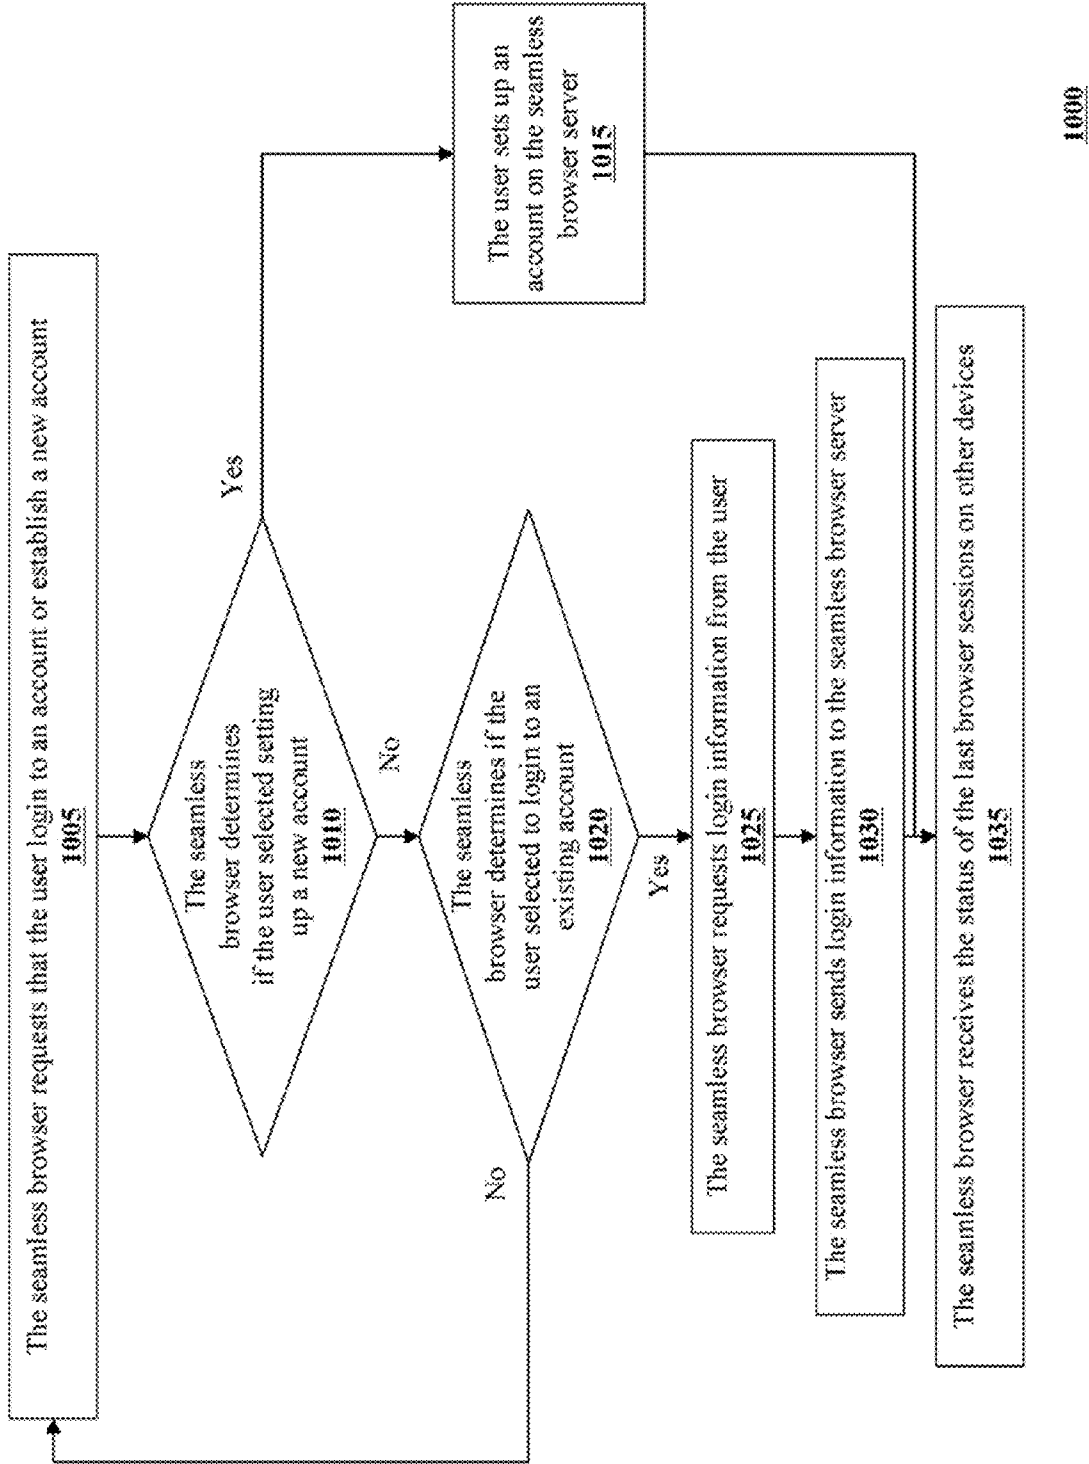 The seamless browser requests that the user login to an account or establish a new account
1005
The seamless
browser determines
if the user selected setting
up a new account
1010
Yes
No
The user sets up an
account on the seamless
browser server
1015
The seamless
browser determines if the
user selected to login to an
existing account
1020
No
Yes
The seamless browser requests login information from the user
1025
The seamless browser sends login information to the seamless browser server
1030
The seamless browser receives the status of the last browser sessions on other devices
1035
1000